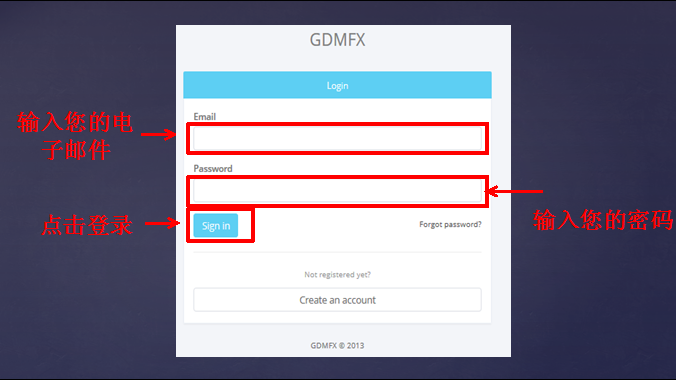 GDMFX
Login
输入您的电
子邮件
Email
Password
输入您的密码
点击登录
Sign in
Forgot password?
Not registered yet?
Create an account
GDMFX © 2013